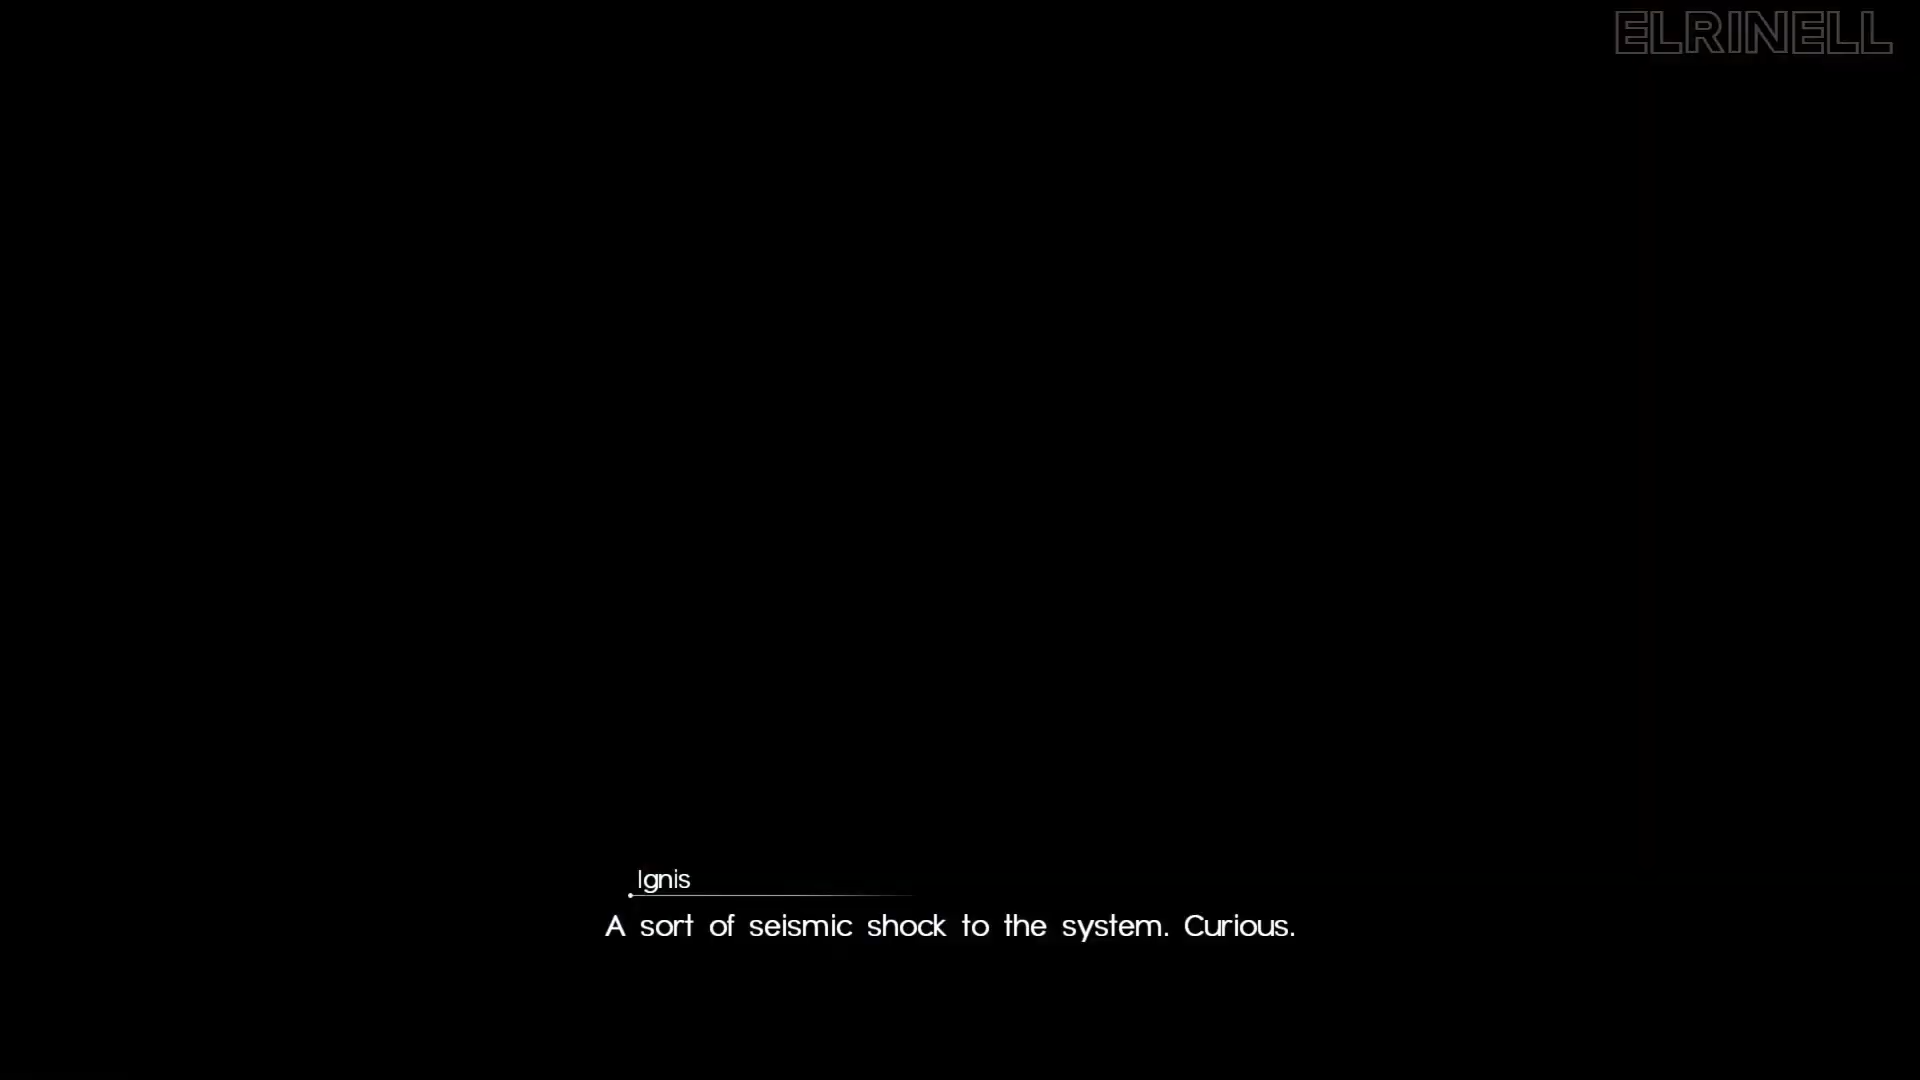 ELRINELL
Ignis
A sort of seismic shock to the system. Curious.